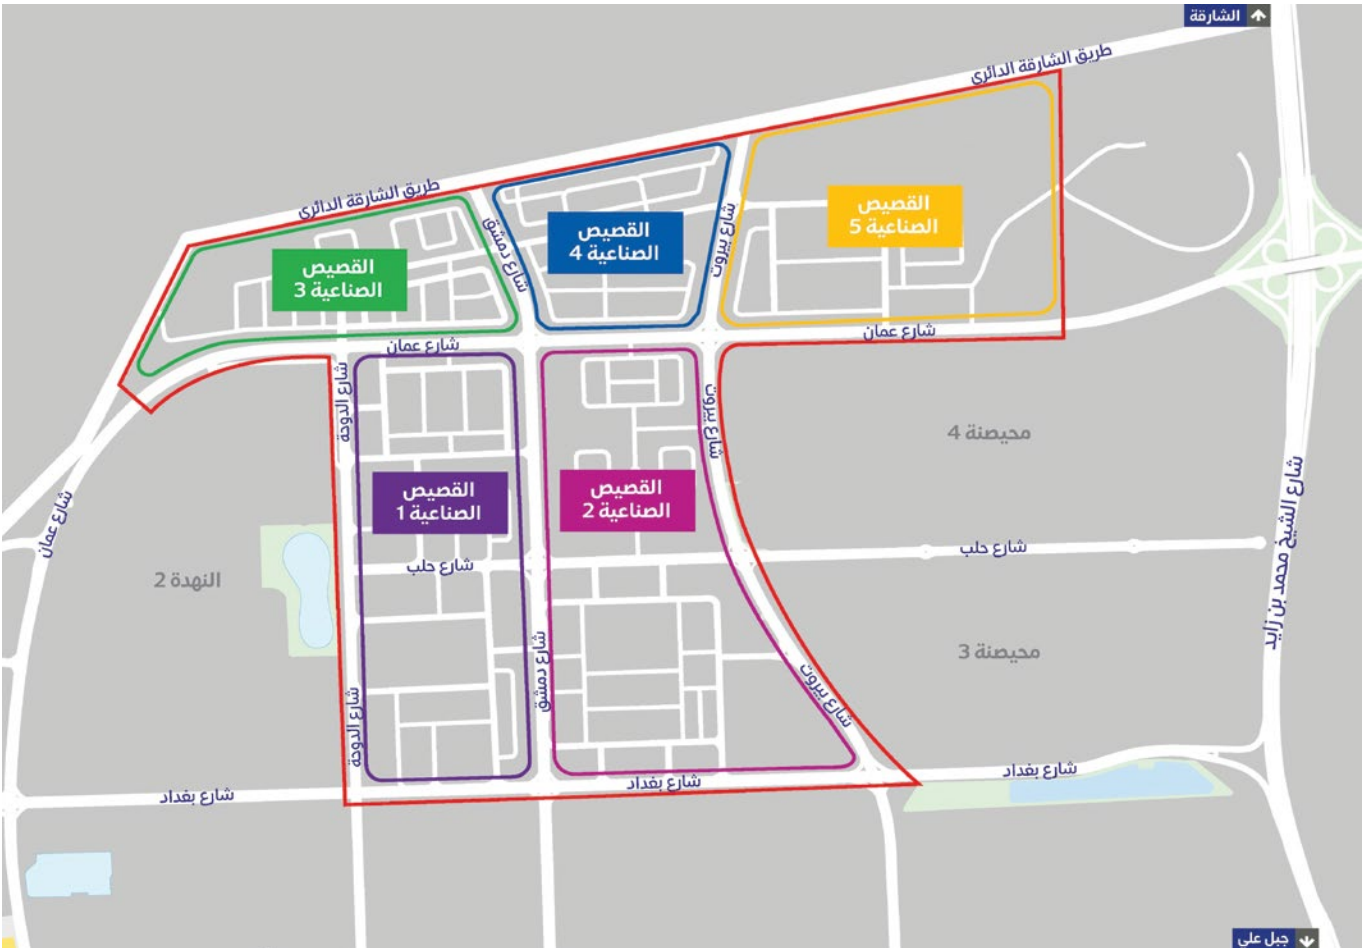 الشارقة
طريق الشارقة الدائري
طريق الشارقة الدائري
القصيص
الصناعية 5
القصيص
الصناعية 4
القصيص
الصناعية 3
شارع دمشق
شارع بيروت
شارع عمان
شارع عمان
شارع الدوحة
شارع بيروت
محيصنة 4
القصيص
الصناعية 2
القصيص
الصناعية 1
شارع عمان
شارع حلب
شارع حلب
شارع الشيخ محمد بن زايد
النهدة 2
محيصنة 3
شارع دمشق
شارع بيروت
شارع الدوحة
شارع بغداد
شارع بغداد
شارع بغداد
جبل على